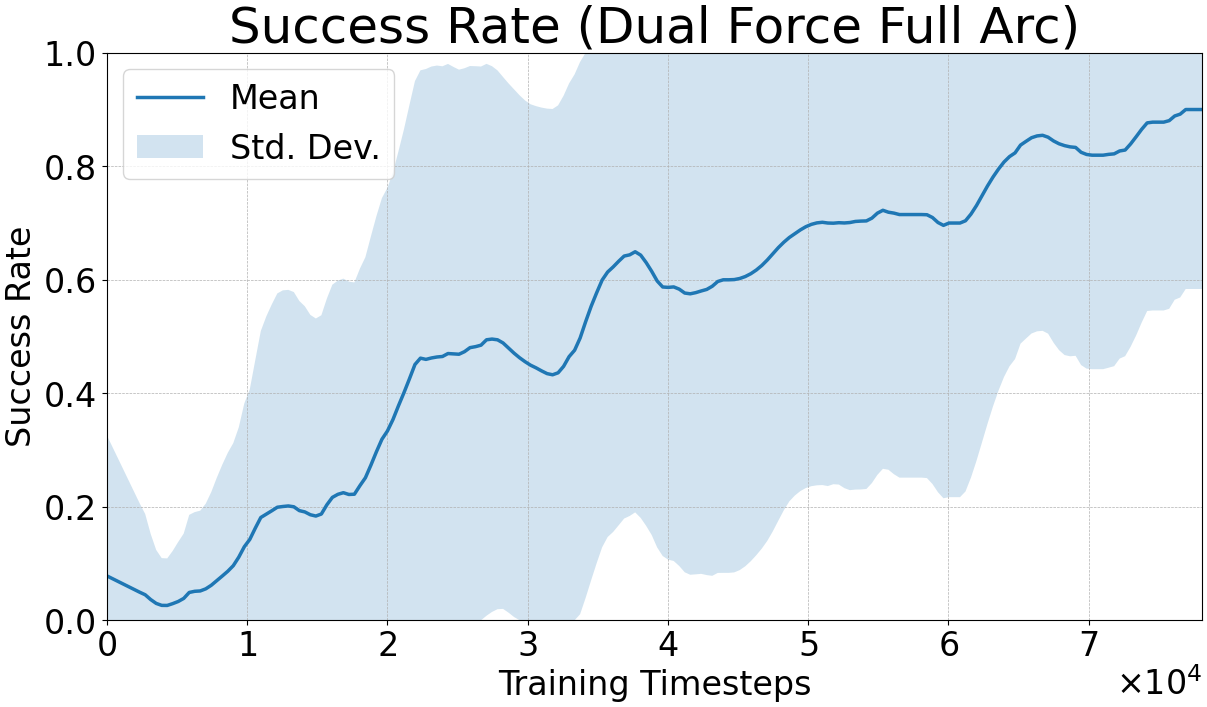 Success Rate (Dual Force Full Arc)
1.0
0.8
0.6
0.4
0.2
0.0
Success Rate
Mean
Std. Dev.
0 1 2 3 4 5 6 7
Training Timesteps
×10⁴